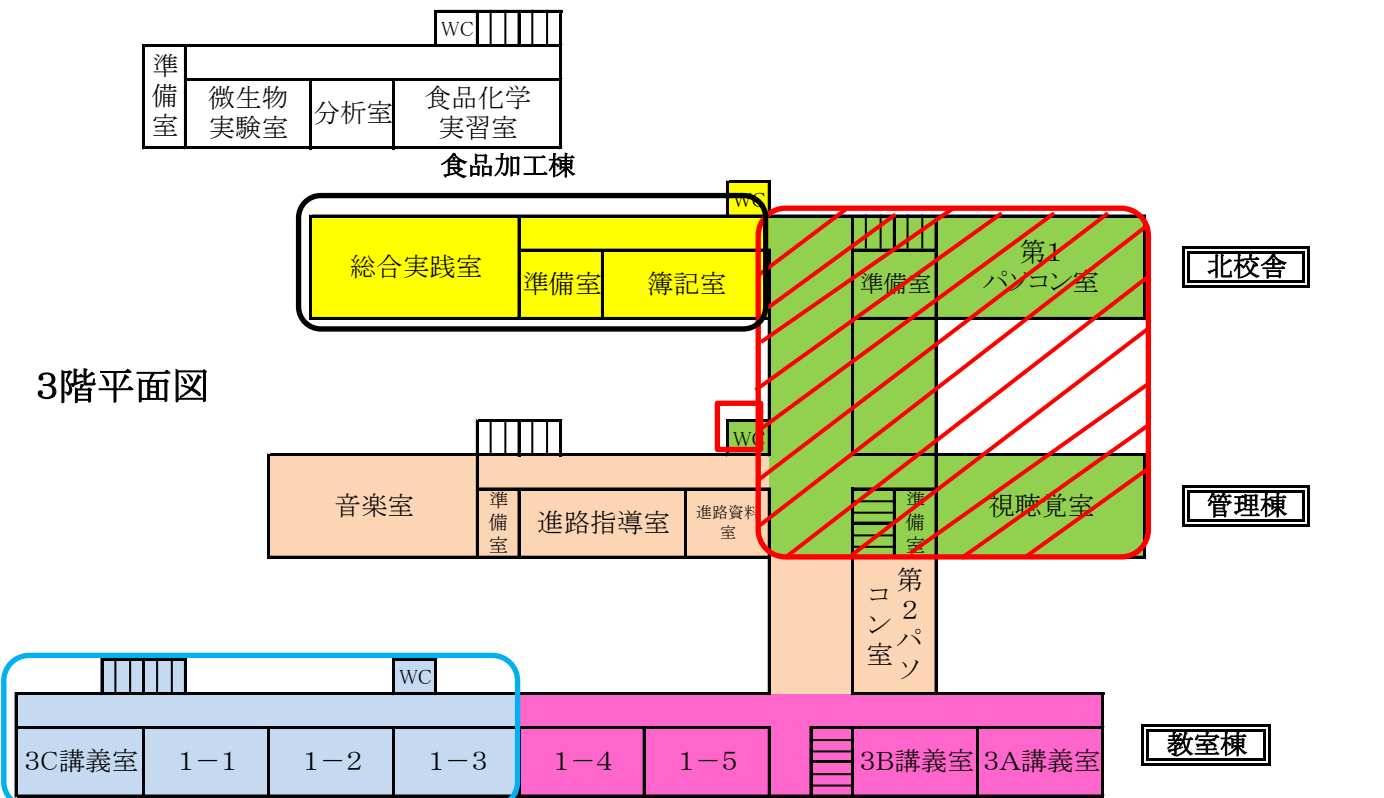 WC
準備室
微生物
実験室
分析室
食品化学
実習室
食品加工棟
WC
総合実践室
準備室
簿記室
準備室
第1
パソコン室
北校舎
3階平面図
WC
音楽室
準備室
進路指導室
進路資料
室
準備室
視聴覚室
管理棟
第2パソ
コン室
WC
3C講義室
1-1
1-2
1-3
1-4
1-5
3B講義室
3A講義室
教室棟